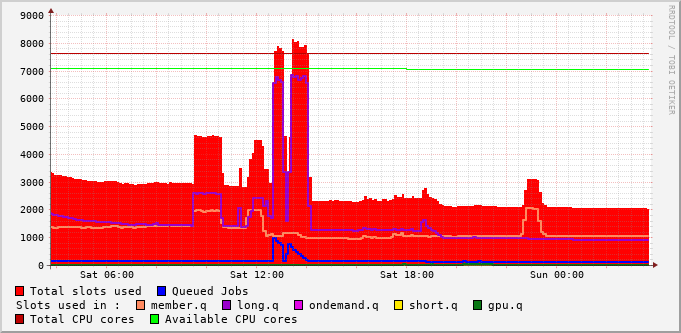 9000
8000
7000
6000
5000
4000
3000
2000
1000
0
Sat 06:00 Sat 12:00 Sat 18:00 Sun 00:00
RRDTOOL / TOBI OETIKER
Total slots used Queued Jobs
Slots used in : member.q long.q ondemand.q short.q gpu.q
Total CPU cores Available CPU cores